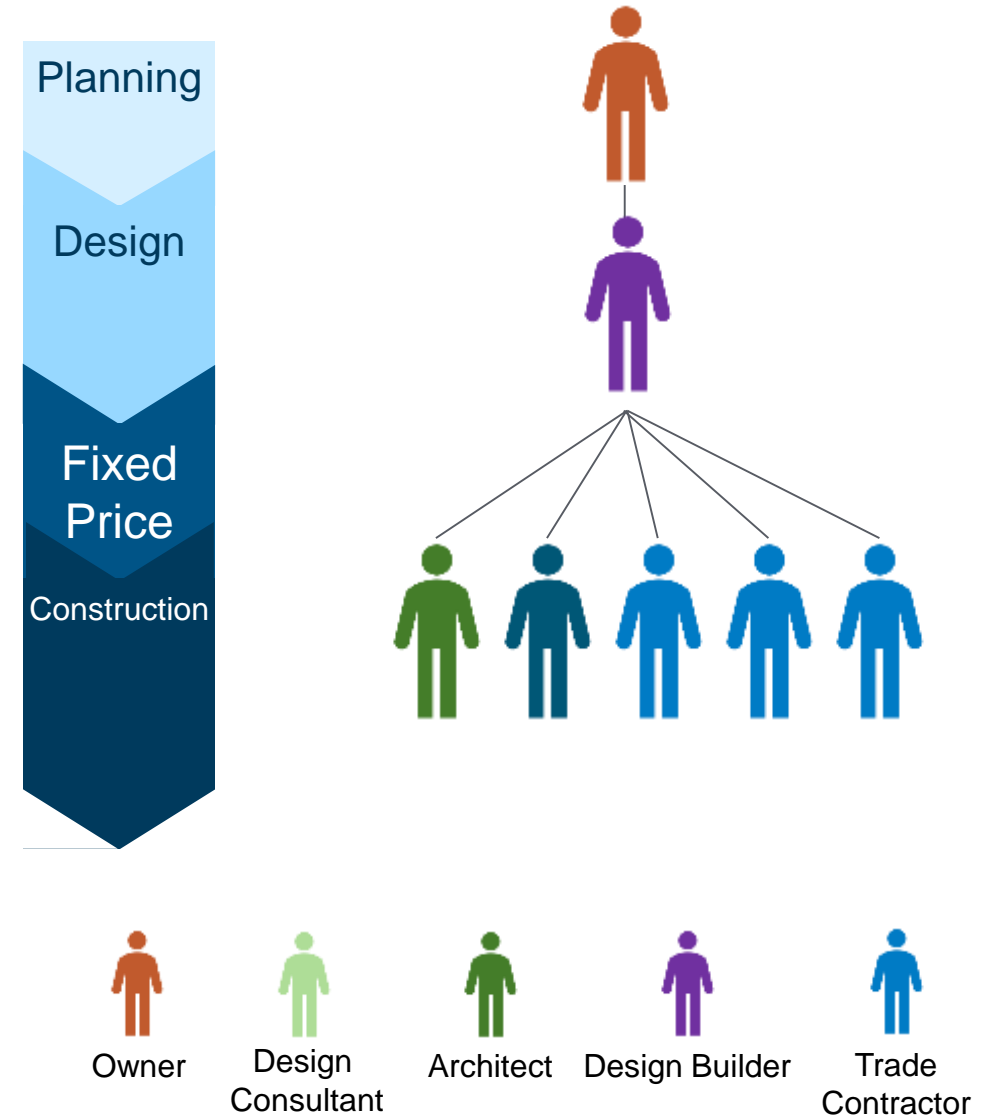 Planning
Design
Fixed
Price
Construction
Owner
Design
Consultant
Architect
Design Builder
Trade
Contractor